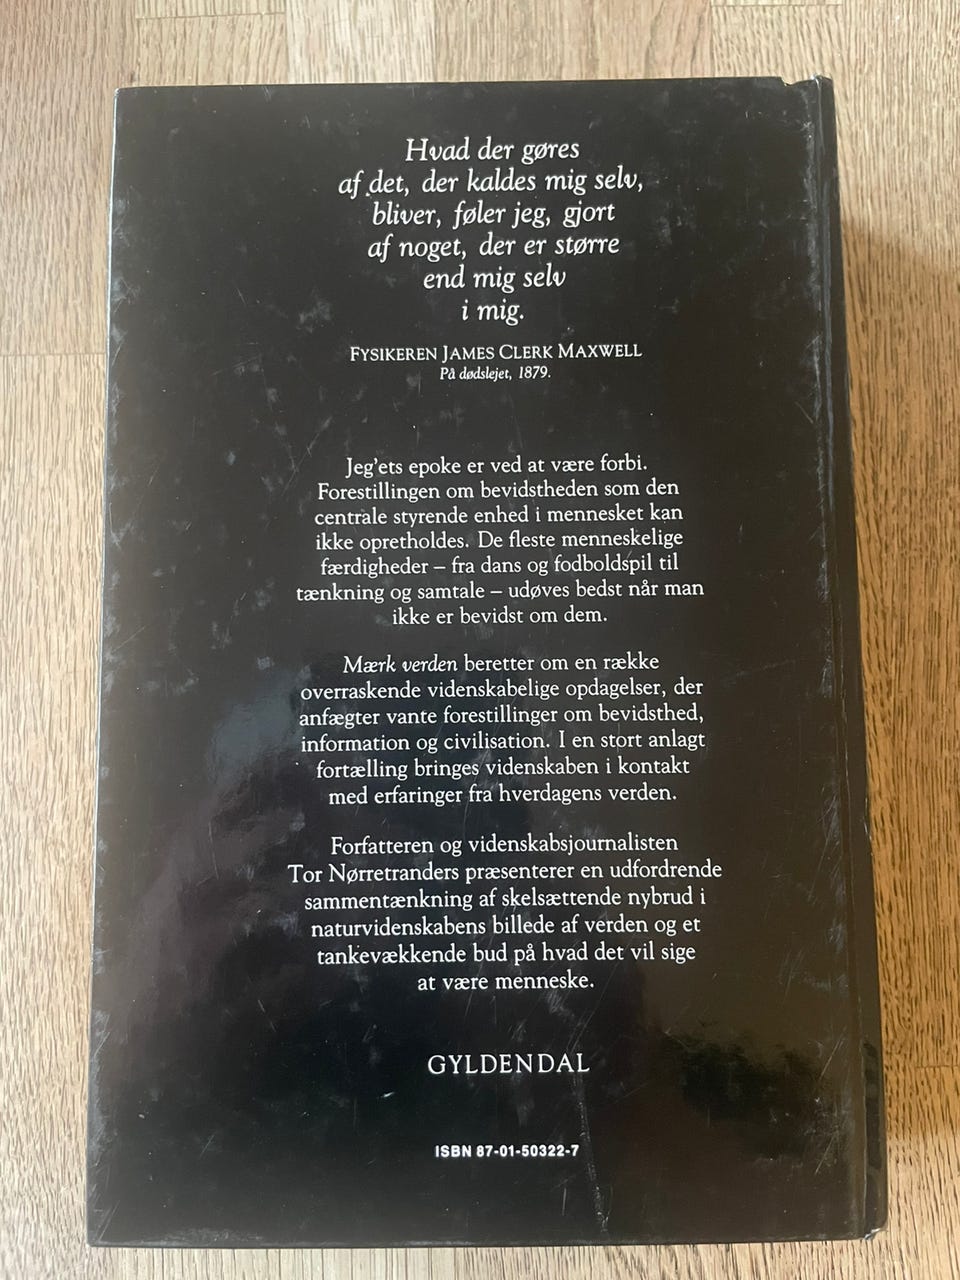 Hvad der gøres
af det, der kaldes mig selv,
bliver, føler jeg, gjort
af noget, der er større
end mig selv
i mig.
FYSIKEREN JAMES CLERK MAXWELL
På dødslejet, 1879.
Jeg'ets epoke er ved at være forbi.
Forestillingen om bevidstheden som den
centrale styrende enhed i mennesket kan
ikke opretholdes. De fleste menneskelige
færdigheder – fra dans og fodboldspil til
tænkning og samtale – udøves bedst når man
ikke er bevidst om dem.
Mærk verden beretter om en række
overraskende videnskabelige opdagelser, der
anfægter vante forestillinger om bevidsthed,
information og civilisation. I en stort anlagt
fortælling bringes videnskaben i kontakt
med erfaringer fra hverdagens verden.
Forfatteren og videnskabsjournalisten
Tor Nørretranders præsenterer en udfordrende
sammentænkning af skelsættende nybrud i
naturvidenskabens billede af verden og et
tankevækkende bud på hvad det vil sige
at være menneske.
GYLDENDAL
ISBN 87-01-50322-7